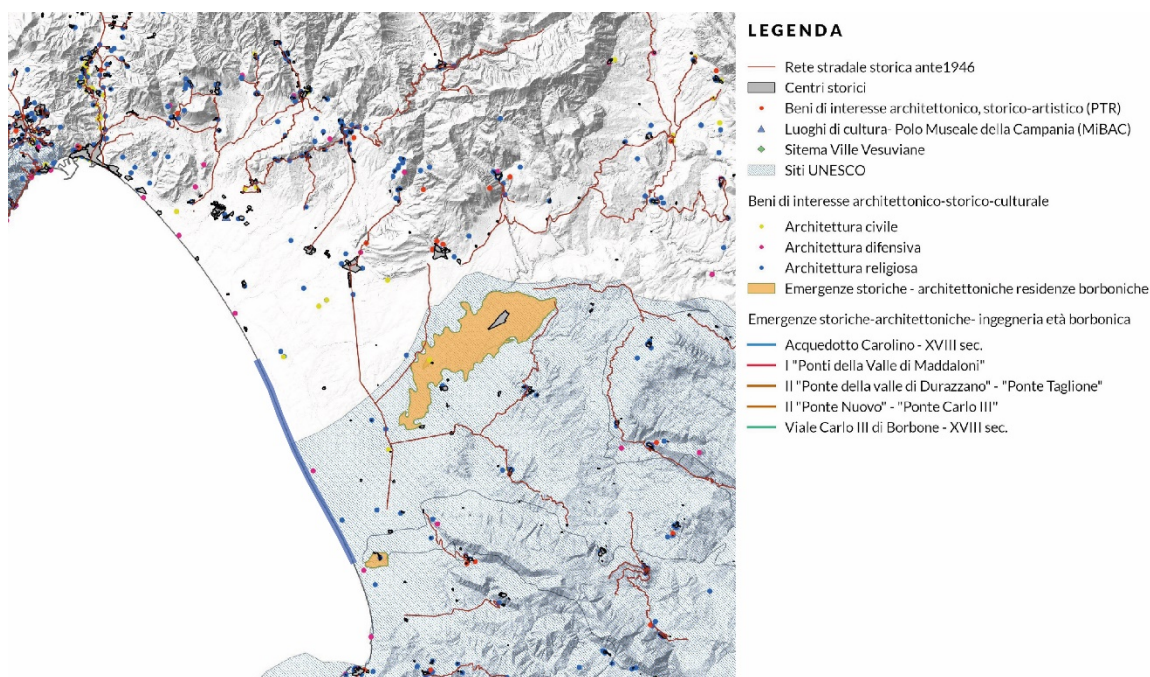 LEGENDA
Rete stradale storica ante1946
Centri storici
Beni di interesse architettonico, storico-artistico (PTR)
Luoghi di cultura- Polo Museale della Campania (MiBAC)
Sitema Ville Vesuviane
Siti UNESCO
Beni di interesse architettonico-storico-culturale
Architettura civile
Architettura difensiva
Architettura religiosa
Emergenze storiche - architettoniche residenze borboniche
Emergenze storiche-architettoniche- ingegneria età borbonica
Acquedotto Carolino - XVIII sec.
I "Ponti della Valle di Maddaloni"
Il "Ponte della valle di Durazzano" - "Ponte Taglione"
Il "Ponte Nuovo" - "Ponte Carlo III"
Viale Carlo III di Borbone - XVIII sec.